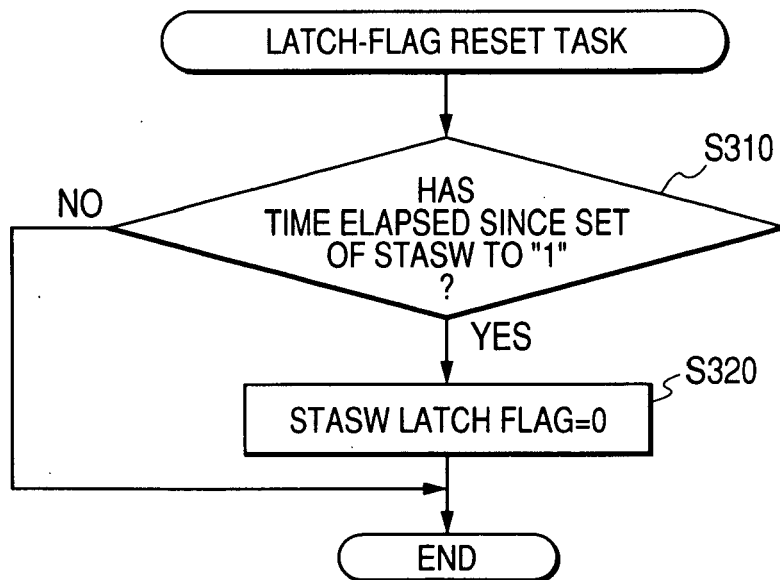 LATCH-FLAG RESET TASK
S310
HAS
TIME ELAPSED SINCE SET
OF STASW TO "1"
?
NO
YES
S320
STASW LATCH FLAG=0
END